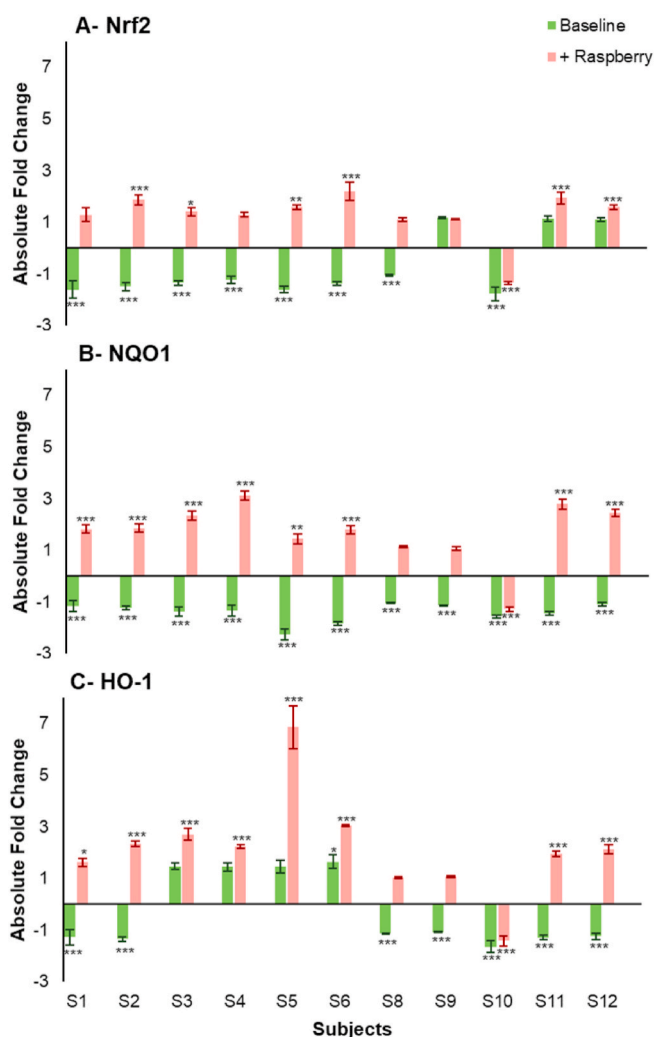 A- Nrf2
Baseline
+ Raspberry
Absolute Fold Change
7
5
3
1
-1
-3
*** *** * *** *** ** *** *** *** *** *** *** *** *** *** ***
B- NQO1
Absolute Fold Change
7
5
3
1
-1
-3
*** *** *** *** *** *** *** *** ** *** *** *** *** *** *** *** *** *** *** ***
C- HO-1
Absolute Fold Change
7
5
3
1
-1
-3
* *** *** *** *** *** *** * *** *** *** *** *** *** *** *** ***
S1 S2 S3 S4 S5 S6 S8 S9 S10 S11 S12
Subjects